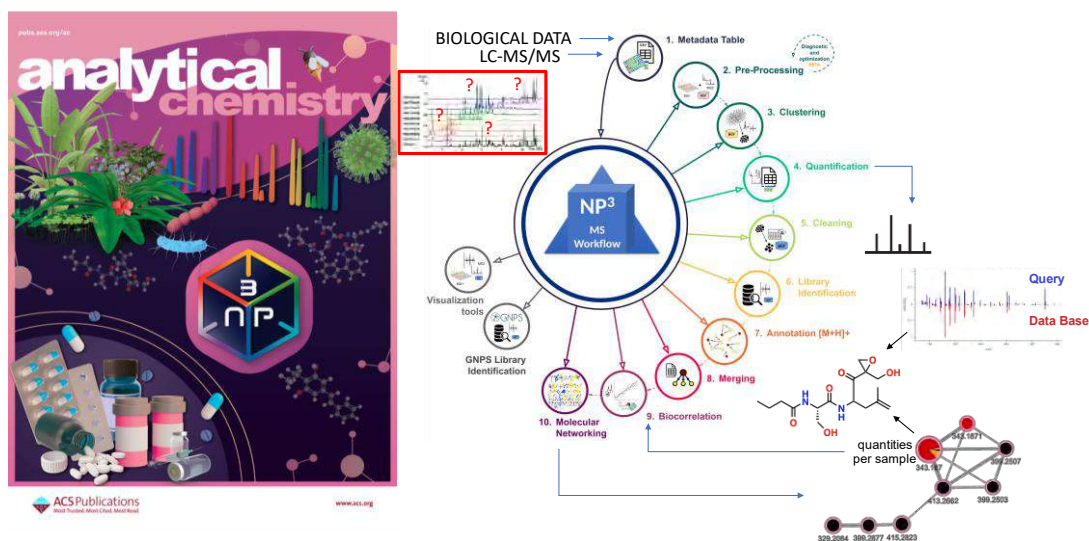 pubs.acs.org/ac
analytical
chemistry
3
n
P
ACS Publications
Most Trusted. Most Cited. Most Read.
www.acs.org
BIOLOGICAL DATA
LC-MS/MS
? ?
? ?
1. Metadata Table
Diagnostic
and
optimization
2. Pre-Processing
3. Clustering
4. Quantification
5. Cleaning
6. Library
Identification
7. Annotation [M+H]+
8. Merging
9. Biocorrelation
10. Molecular
Networking
GNPS
GNPS Library
Identification
Visualization
tools
NP³
MS
Workflow
Query
Data Base
O
O
OH
O
H
N
N
H
O
O
OH
quantities
per sample
343.1871
343.187
399.2507
413.2662
399.2503
329.2084
399.2877
415.2823